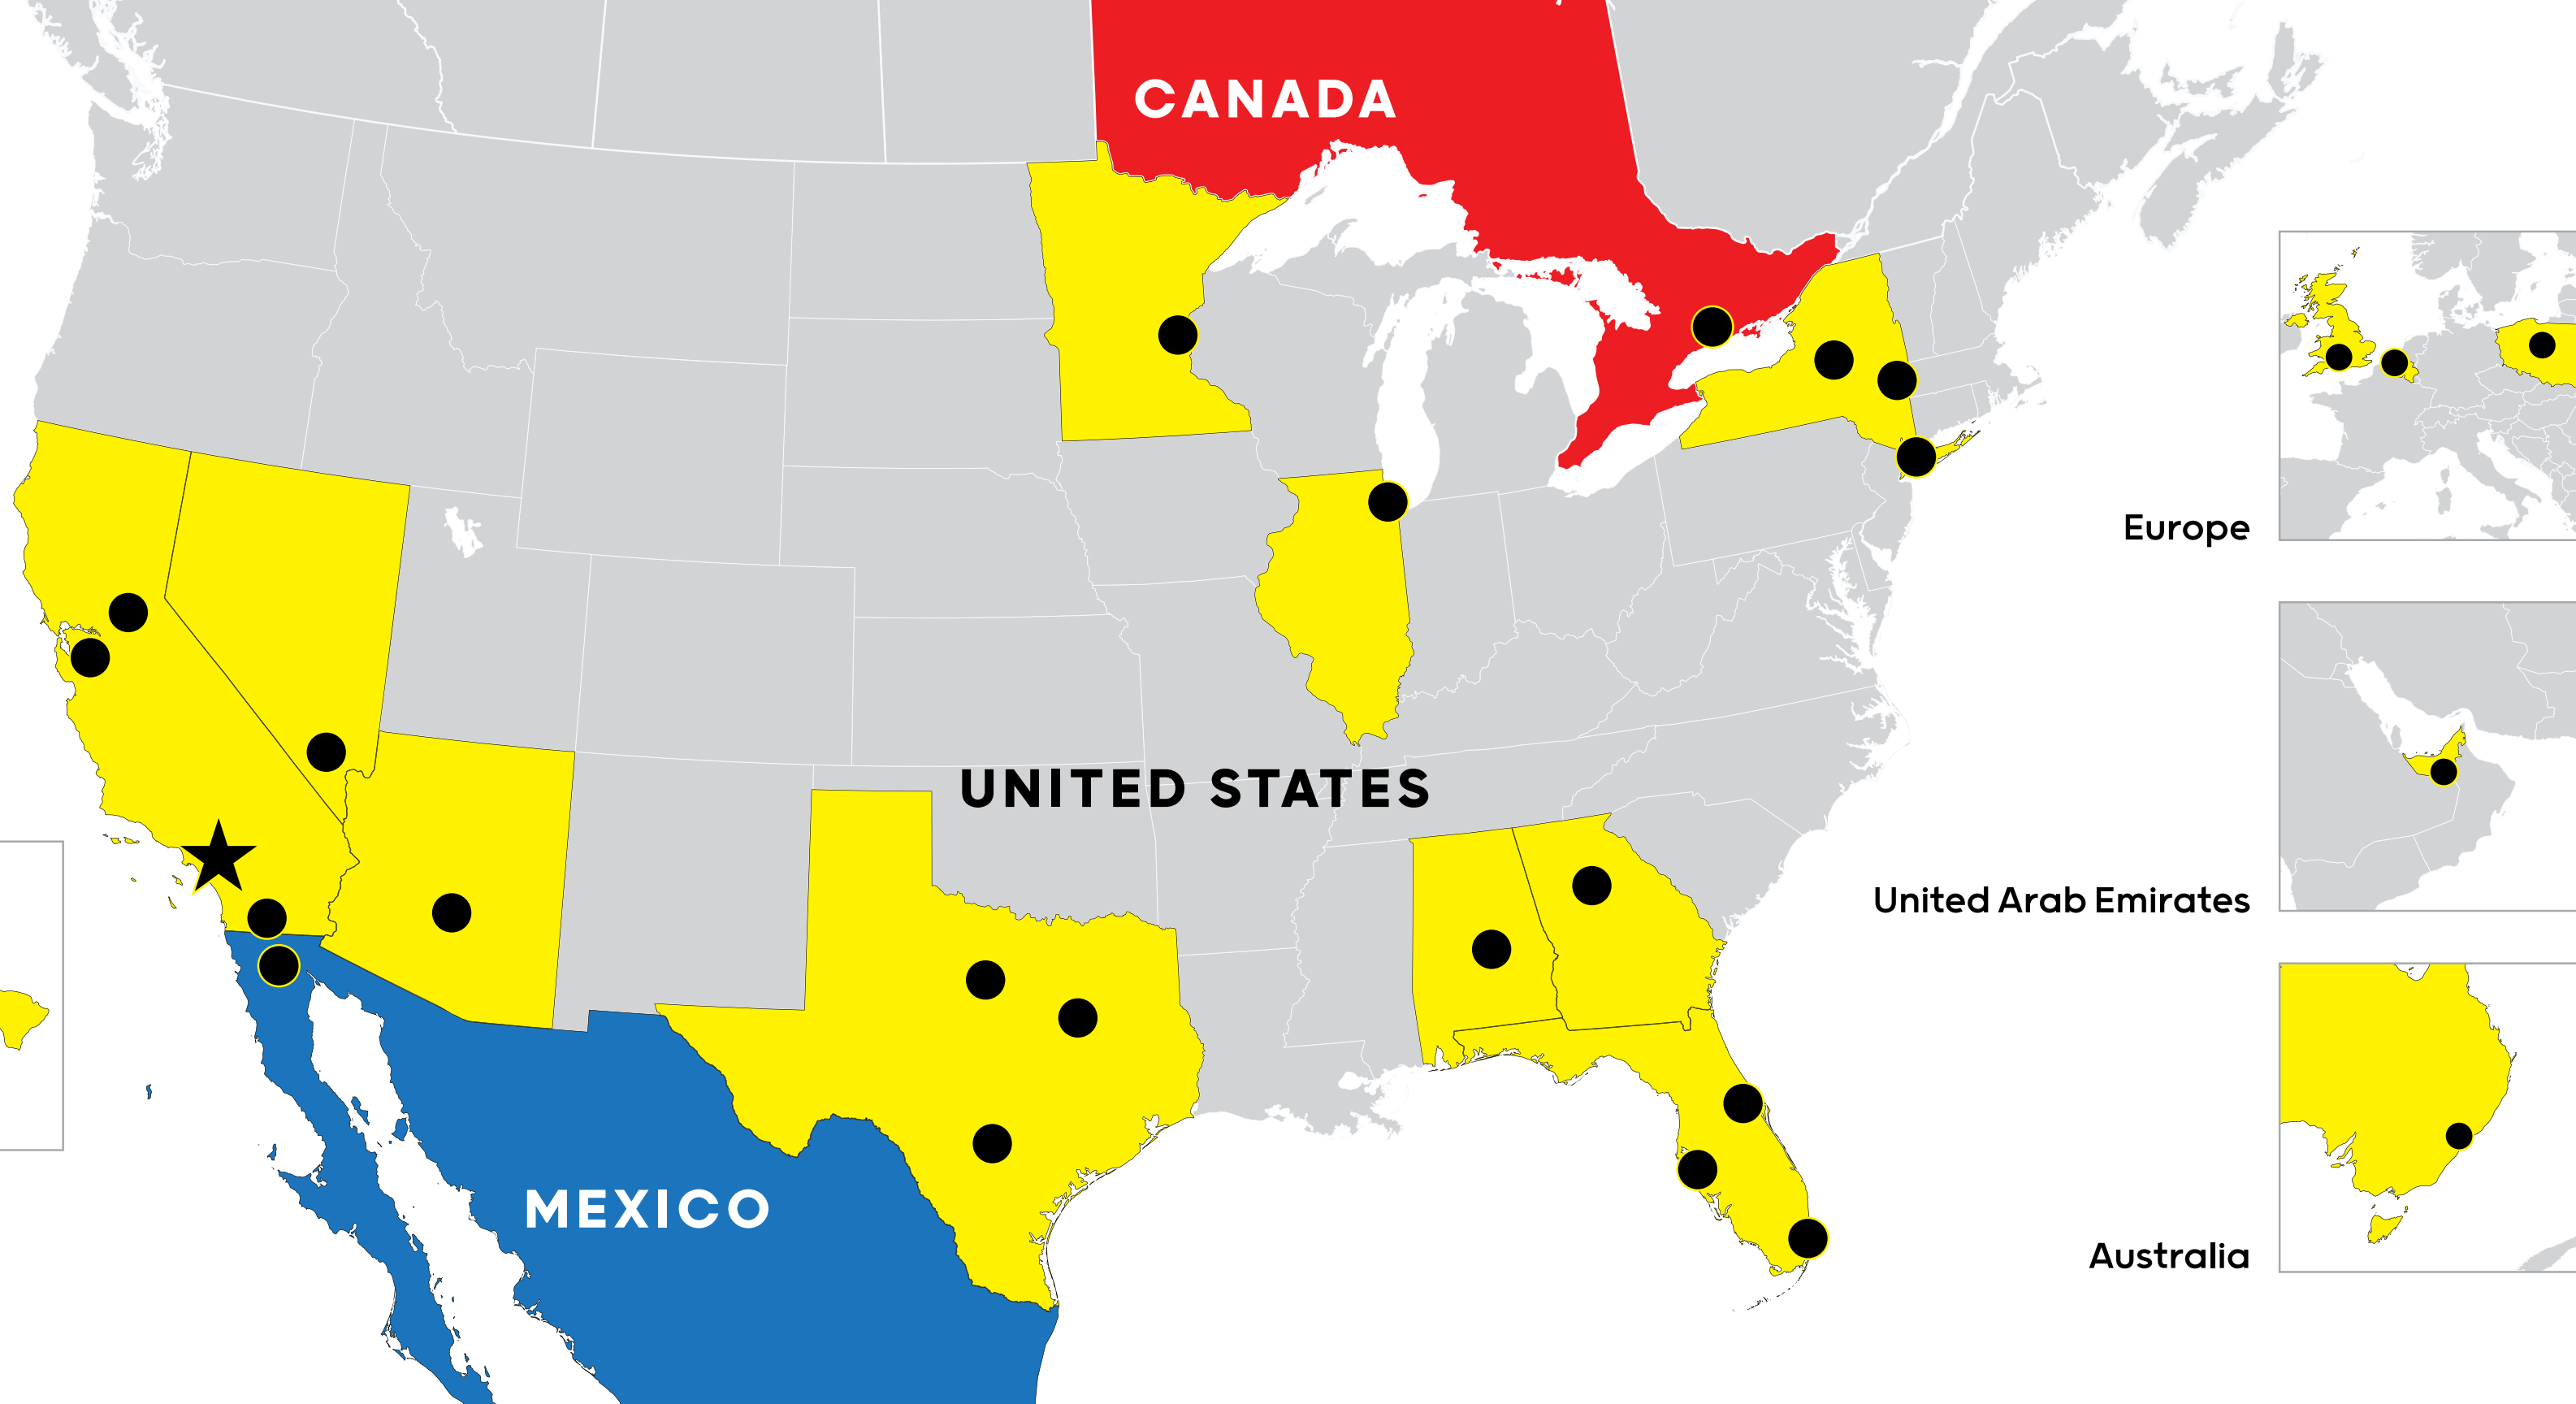 CANADA
Europe
UNITED STATES
United Arab Emirates
MEXICO
Australia